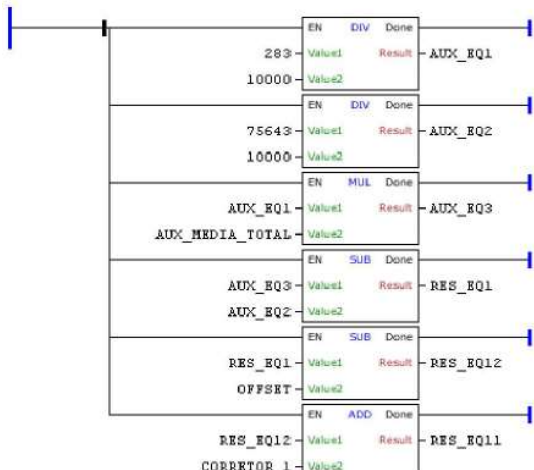 EN DIV Done
283 Value1 Result AUX_EQ1
10000 Value2
EN DIV Done
75643 Value1 Result AUX_EQ2
10000 Value2
EN MUL Done
AUX_EQ1 Value1 Result AUX_EQ3
AUX_MEDIA_TOTAL Value2
EN SUB Done
AUX_EQ3 Value1 Result RES_EQ1
AUX_EQ2 Value2
EN SUB Done
RES_EQ1 Value1 Result RES_EQ12
OFFSET Value2
EN ADD Done
RES_EQ12 Value1 Result RES_EQ11
CORRETOR_1 Value2